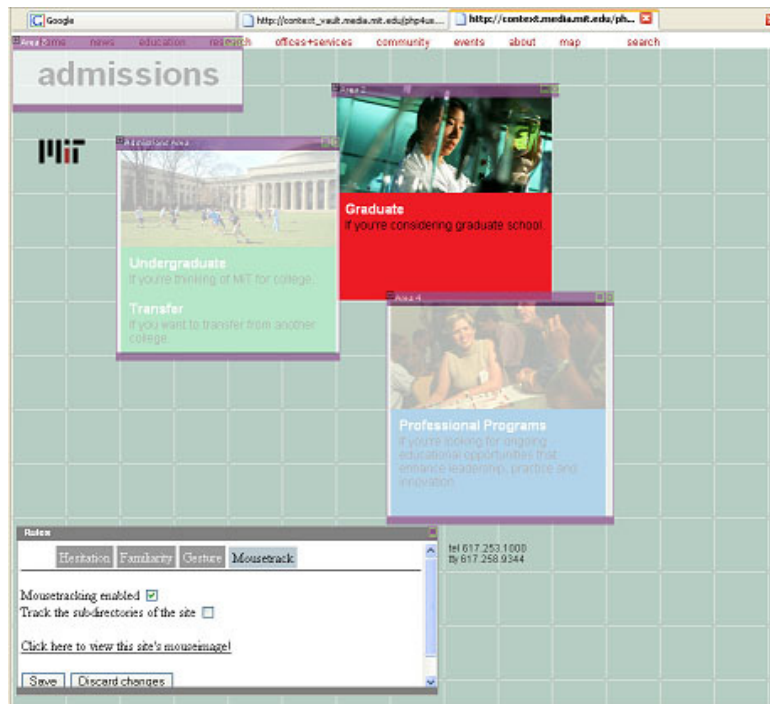 Google
http://context_vault.media.mit.edu/php4ux...
http://context.media.mit.edu/ph...
home news education research offices+services community events about map search
admissions
Area 2
MIT
Admissions Area
Graduate
If you're considering graduate school.
Undergraduate
If you're thinking of MIT for college.
Transfer
If you want to transfer from another
college.
Area 4
Professional Programs
If you're looking for ongoing
educational opportunities that
enhance leadership, practice and
innovation.
Rules
Hesitation Familiarity Gesture Mousetrack
tel 617.253.1000
tty 617.258.9344
Mousetracking enabled
Track the subdirectories of the site
Click here to view this site's mouseimage!
Save Discard changes